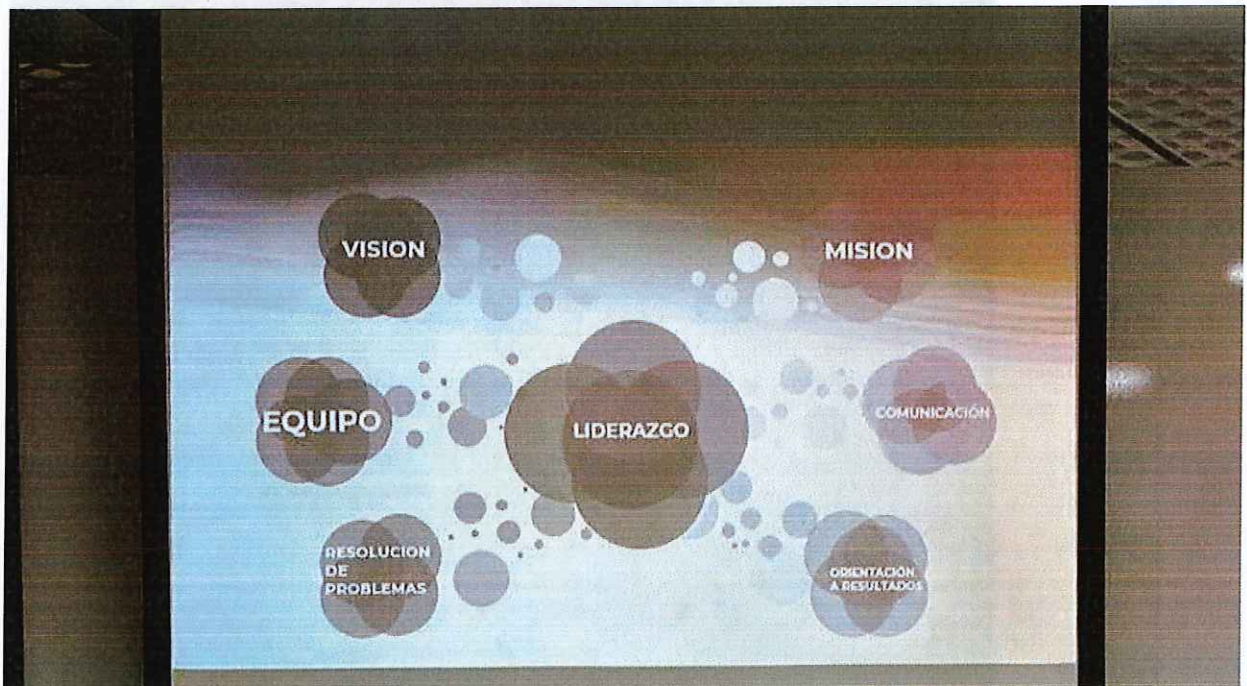 VISION
MISION
EQUIPO
LIDERAZGO
COMUNICACIÓN
RESOLUCION
DE
PROBLEMAS
ORIENTACIÓN
A RESULTADOS